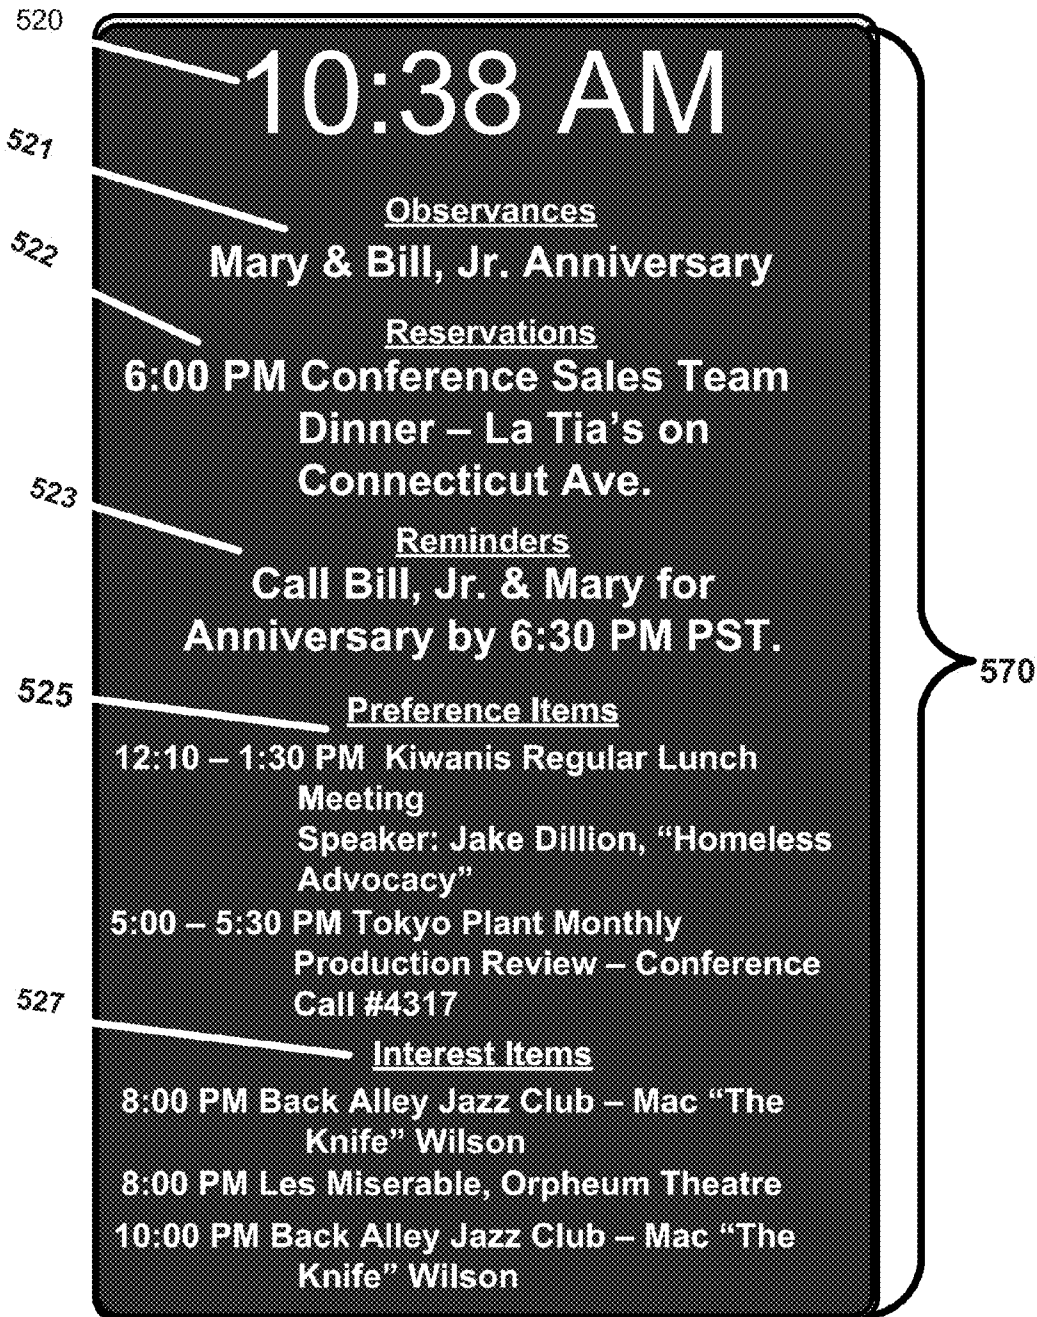 520
10:38 AM
521
Observances
Mary & Bill, Jr. Anniversary
522
Reservations
6:00 PM Conference Sales Team
Dinner – La Tia's on
Connecticut Ave.
523
Reminders
Call Bill, Jr. & Mary for
Anniversary by 6:30 PM PST.
570
525
Preference Items
12:10 – 1:30 PM Kiwanis Regular Lunch
Meeting
Speaker: Jake Dillion, “Homeless
Advocacy”
5:00 – 5:30 PM Tokyo Plant Monthly
Production Review – Conference
Call #4317
527
Interest Items
8:00 PM Back Alley Jazz Club – Mac “The
Knife” Wilson
8:00 PM Les Miserable, Orpheum Theatre
10:00 PM Back Alley Jazz Club – Mac “The
Knife” Wilson